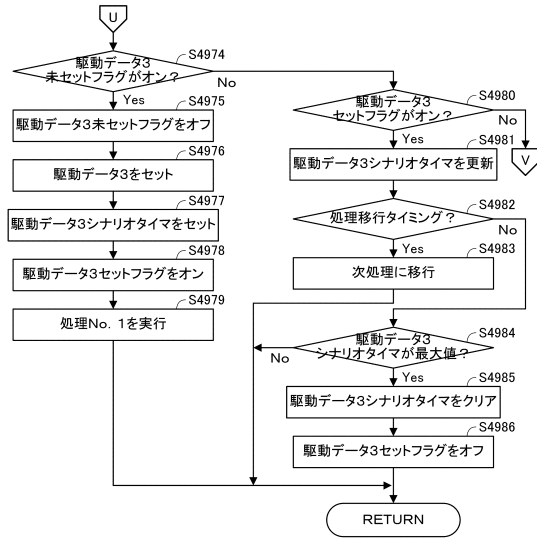 U
駆動データ3
未セットフラグがオン？
S4974
No
Yes
S4975
駆動データ3未セットフラグをオフ
S4976
駆動データ3をセット
S4977
駆動データ3シナリオタイマをセット
S4978
駆動データ3セットフラグをオン
S4979
処理No. 1を実行
駆動データ3
セットフラグがオン？
S4980
No
V
Yes
S4981
駆動データ3シナリオタイマを更新
S4982
処理移行タイミング？
No
Yes
S4983
次処理に移行
駆動データ3
シナリオタイマが最大値？
S4984
No
Yes
S4985
駆動データ3シナリオタイマをクリア
S4986
駆動データ3セットフラグをオフ
RETURN